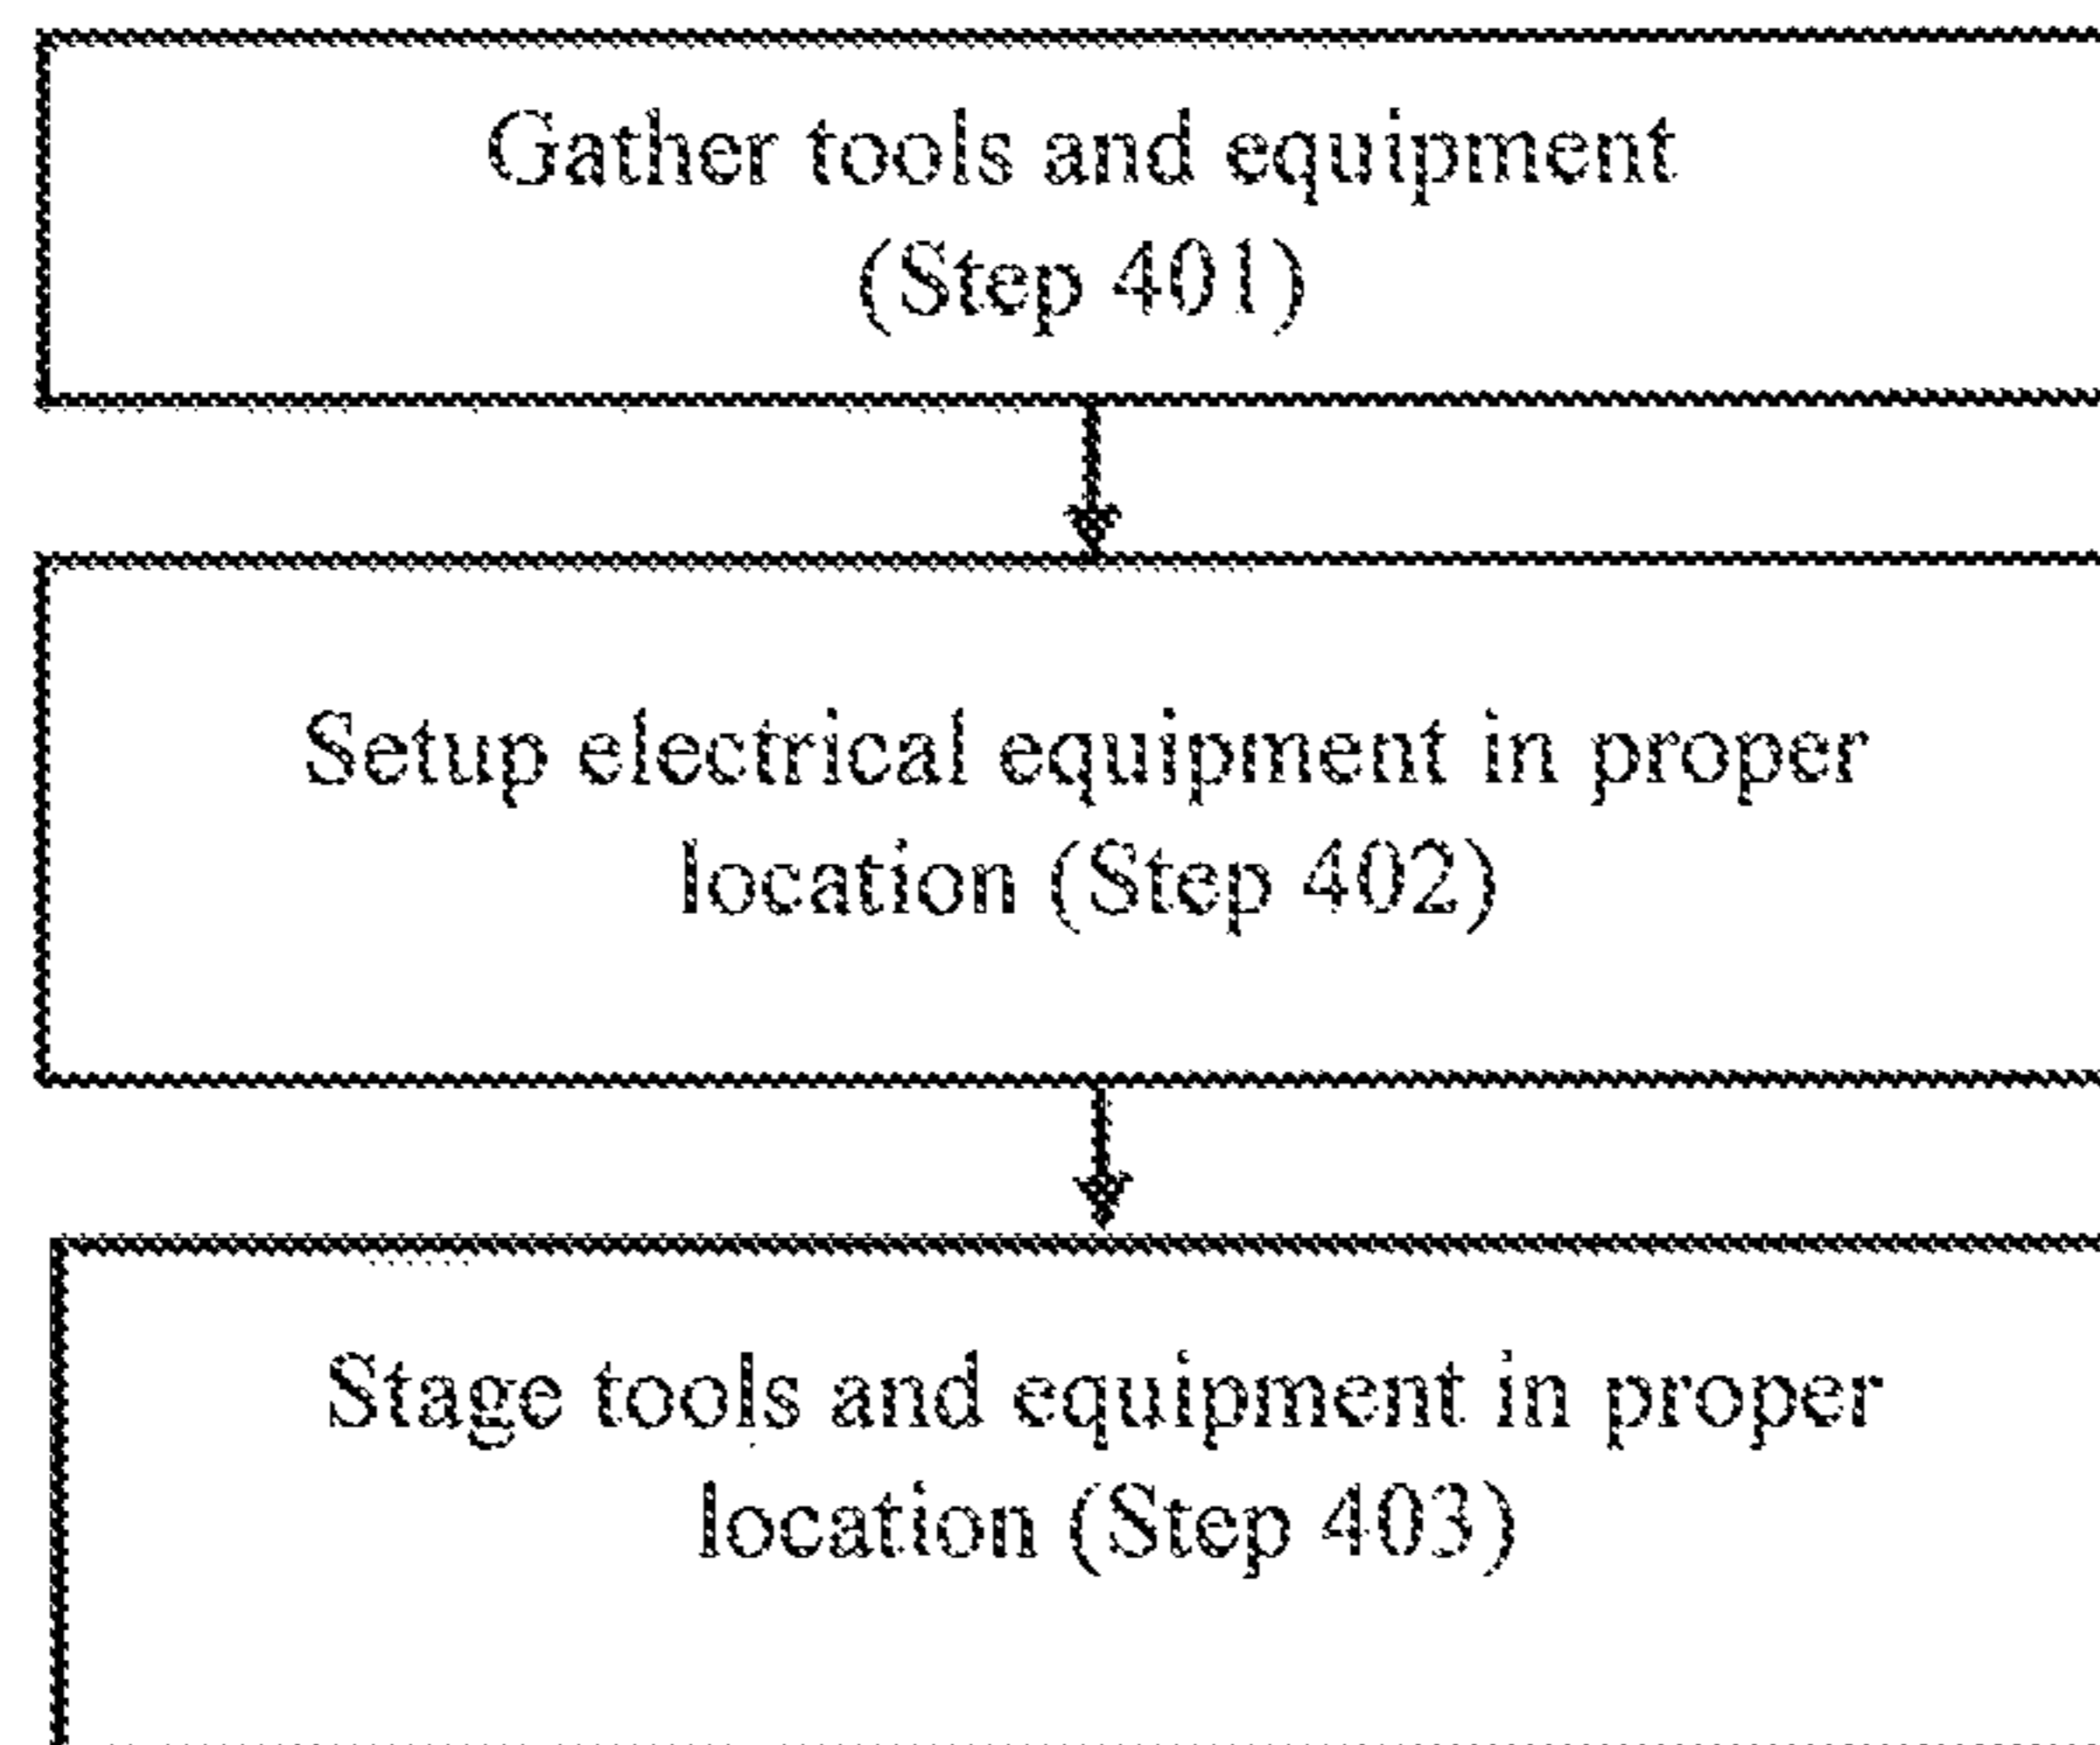 Gather tools and equipment
(Step 401)
Setup electrical equipment in proper
location (Step 402)
Stage tools and equipment in proper
location (Step 403)